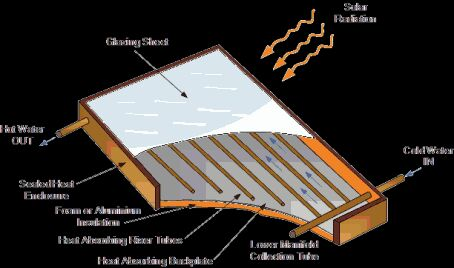 Solar
Radiation
Glazing Sheet
Hot Water
OUT
Cold Water
IN
Sealed Heat
Enclosure
Foam or Aluminium
Insulation
Heat Absorbing Riser Tubes
Lower Manifold
Collection Tube
Heat Absorbing Backplate